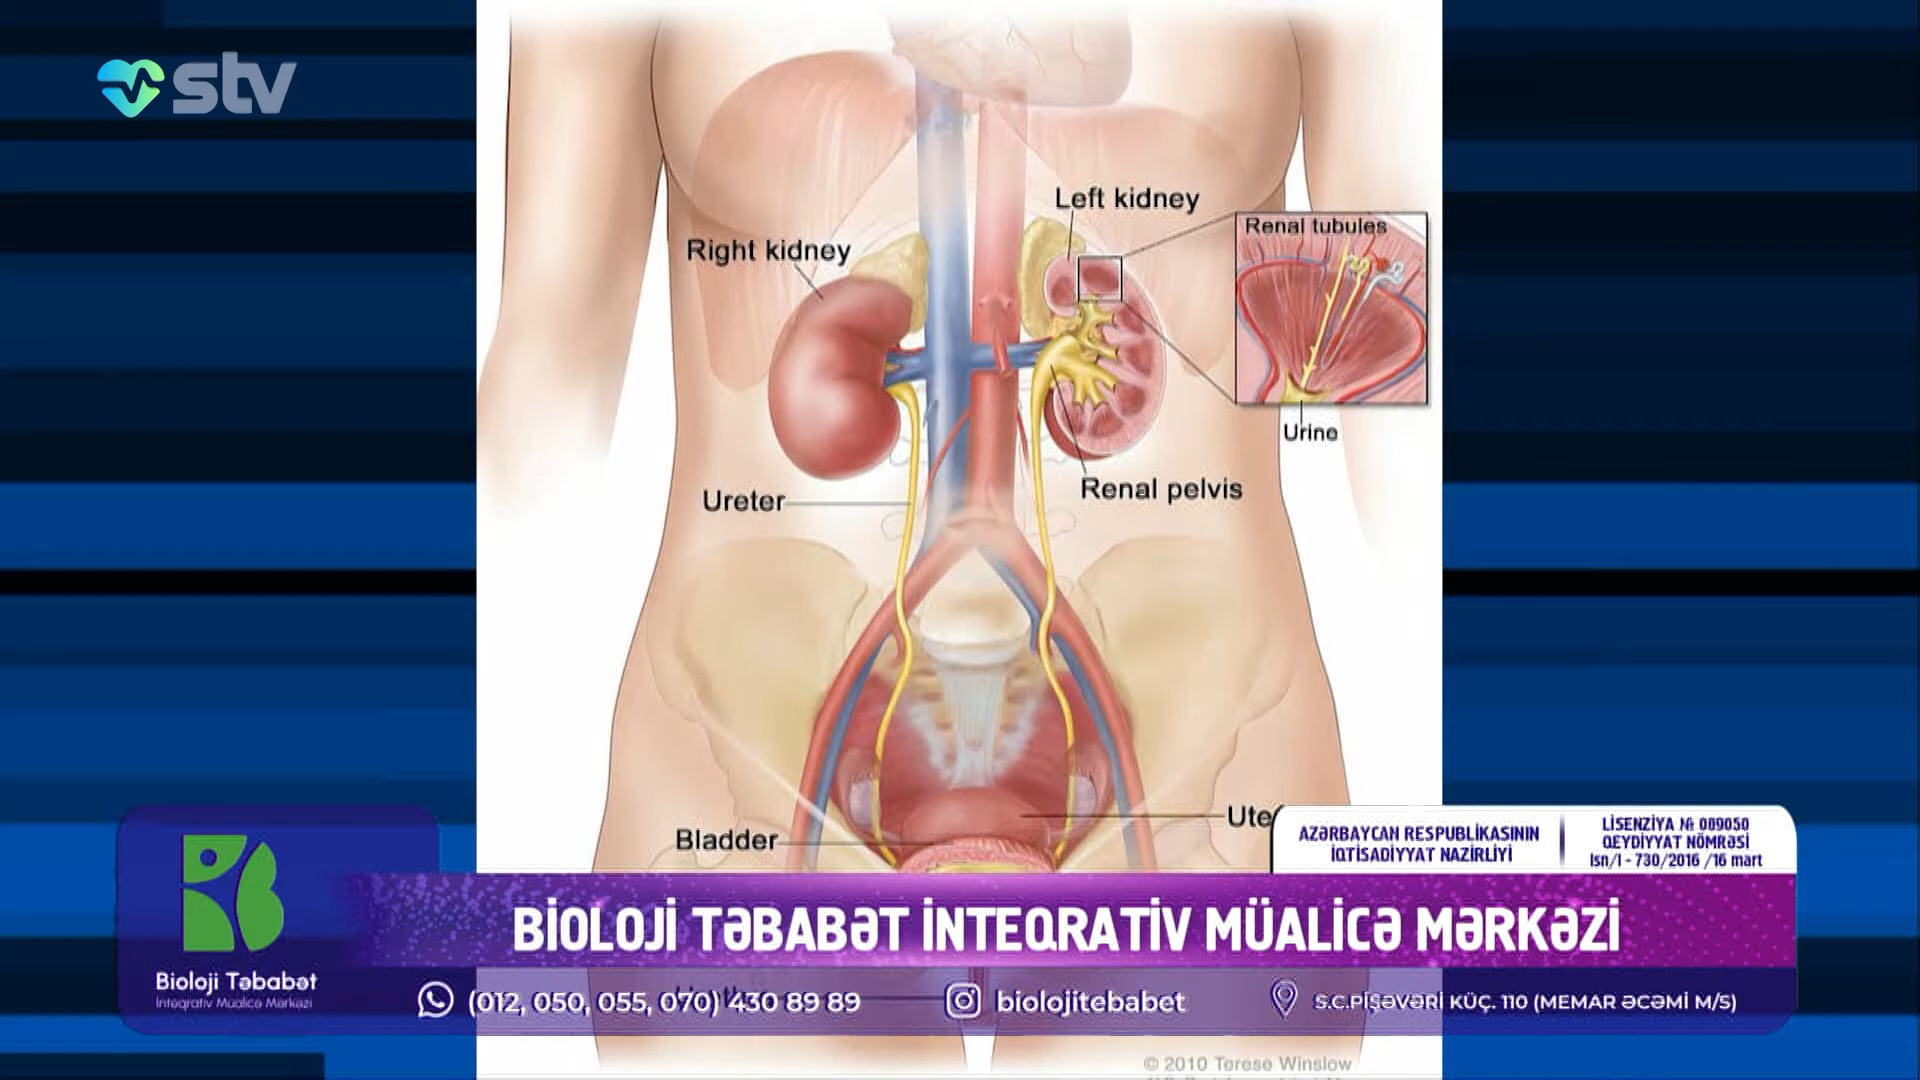 stv
Left kidney
Renal tubules
Right kidney
Urine
Renal pelvis
Ureter
Bladder
AZƏRBAYCAN RESPUBLİKASININ
İQTİSADİYYAT NAZİRLİYİ
LİSENZİYA № 089050
QEYDİYYAT NÖMRƏSİ
Isn/I - 730/2016 /16 mart
BİOLOJİ TƏBABƏT İNTEQRATİV MÜALİCƏ MƏRKƏZİ
Bioloji Təbabət
İnteqrativ Müalicə Mərkəzi
(012, 050, 055, 070) 430 89 89
biolojitebabet
S.C.PİŞƏVƏRİ KÜÇ. 110 (MEMAR ƏCƏMİ M/S)
© 2010 Terese Winslow